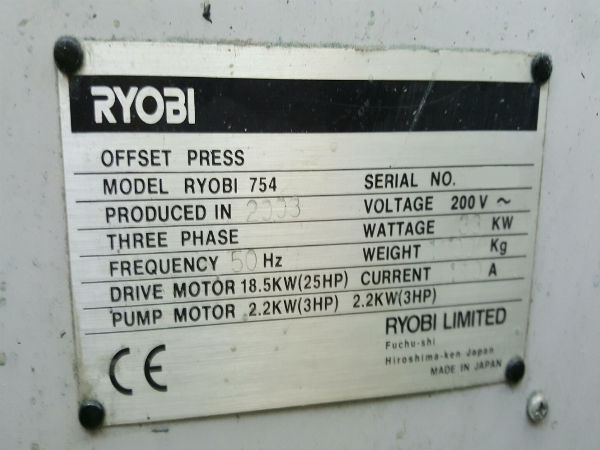 RYOBI
OFFSET PRESS
MODEL RYOBI 754 SERIAL NO.
PRODUCED IN 2003 VOLTAGE 200 V ~
THREE PHASE WATTAGE KW
FREQUENCY 50 Hz WEIGHT Kg
DRIVE MOTOR 18.5KW(25HP) CURRENT A
PUMP MOTOR 2.2KW(3HP) 2.2KW(3HP)
RYOBI LIMITED
Fuchu-shi
Hiroshima-ken Japan
MADE IN JAPAN
CE